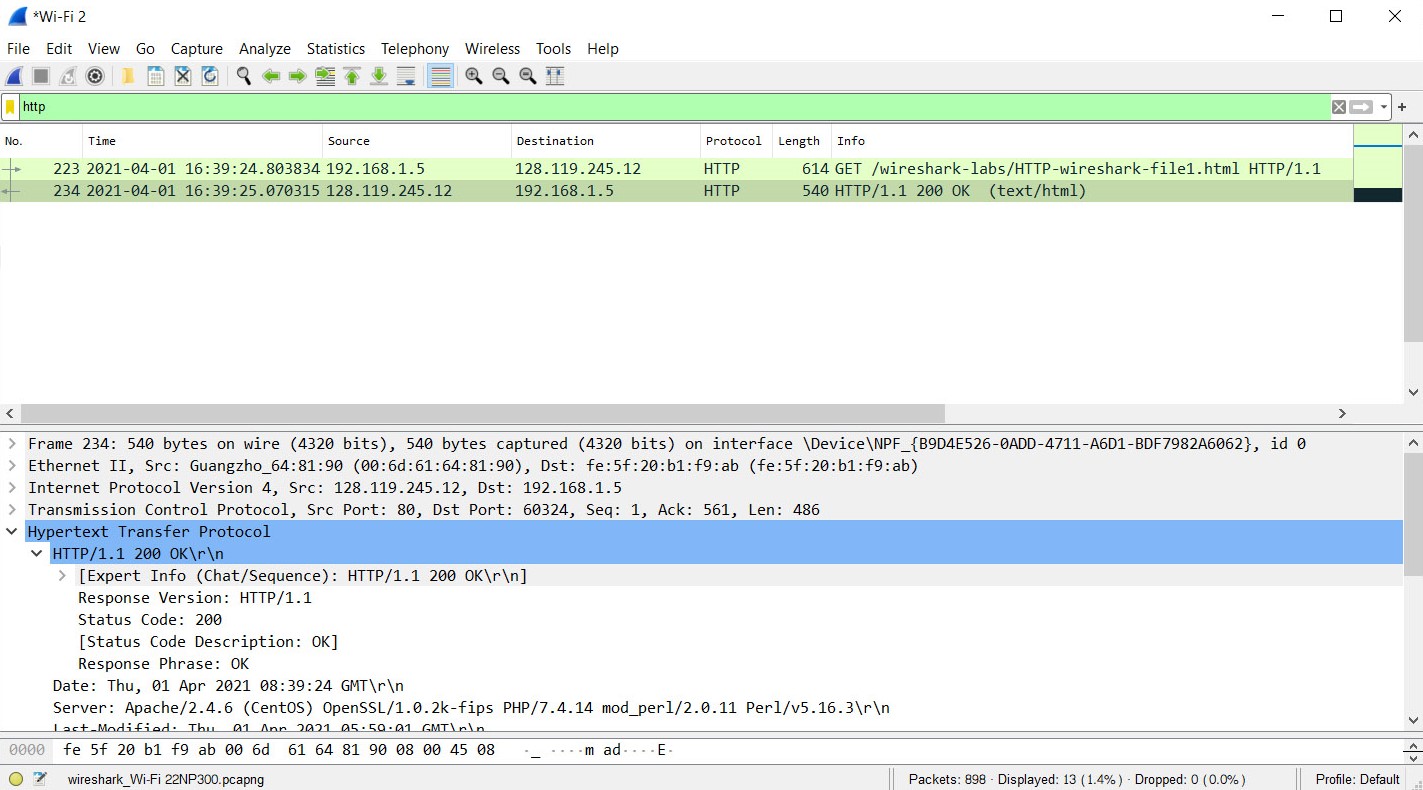 *Wi-Fi 2
File Edit View Go Capture Analyze Statistics Telephony Wireless Tools Help
http
No. Time Source Destination Protocol Length Info
223 2021-04-01 16:39:24.803834 192.168.1.5 128.119.245.12 HTTP 614 GET /wireshark-labs/HTTP-wireshark-file1.html HTTP/1.1
234 2021-04-01 16:39:25.070315 128.119.245.12 192.168.1.5 HTTP 540 HTTP/1.1 200 OK (text/html)
Frame 234: 540 bytes on wire (4320 bits), 540 bytes captured (4320 bits) on interface \Device\NPF_{B9D4E526-0ADD-4711-A6D1-BDF7982A6062}, id 0
Ethernet II, Src: Guangzho_64:81:90 (00:6d:61:64:81:90), Dst: fe:5f:20:b1:f9:ab (fe:5f:20:b1:f9:ab)
Internet Protocol Version 4, Src: 128.119.245.12, Dst: 192.168.1.5
Transmission Control Protocol, Src Port: 80, Dst Port: 60324, Seq: 1, Ack: 561, Len: 486
Hypertext Transfer Protocol
HTTP/1.1 200 OK\r\n
[Expert Info (Chat/Sequence): HTTP/1.1 200 OK\r\n]
Response Version: HTTP/1.1
Status Code: 200
[Status Code Description: OK]
Response Phrase: OK
Date: Thu, 01 Apr 2021 08:39:24 GMT\r\n
Server: Apache/2.4.6 (CentOS) OpenSSL/1.0.2k-fips PHP/7.4.14 mod_perl/2.0.11 Perl/v5.16.3\r\n
Last-Modified: Thu, 01 Apr 2021 05:59:01 GMT\r\n
0000 fe 5f 20 b1 f9 ab 00 6d 61 64 81 90 08 00 45 08 ·_ ····m ad····E·
wireshark_Wi-Fi 22NP300.pcapng Packets: 898 · Displayed: 13 (1.4%) · Dropped: 0 (0.0%) Profile: Default